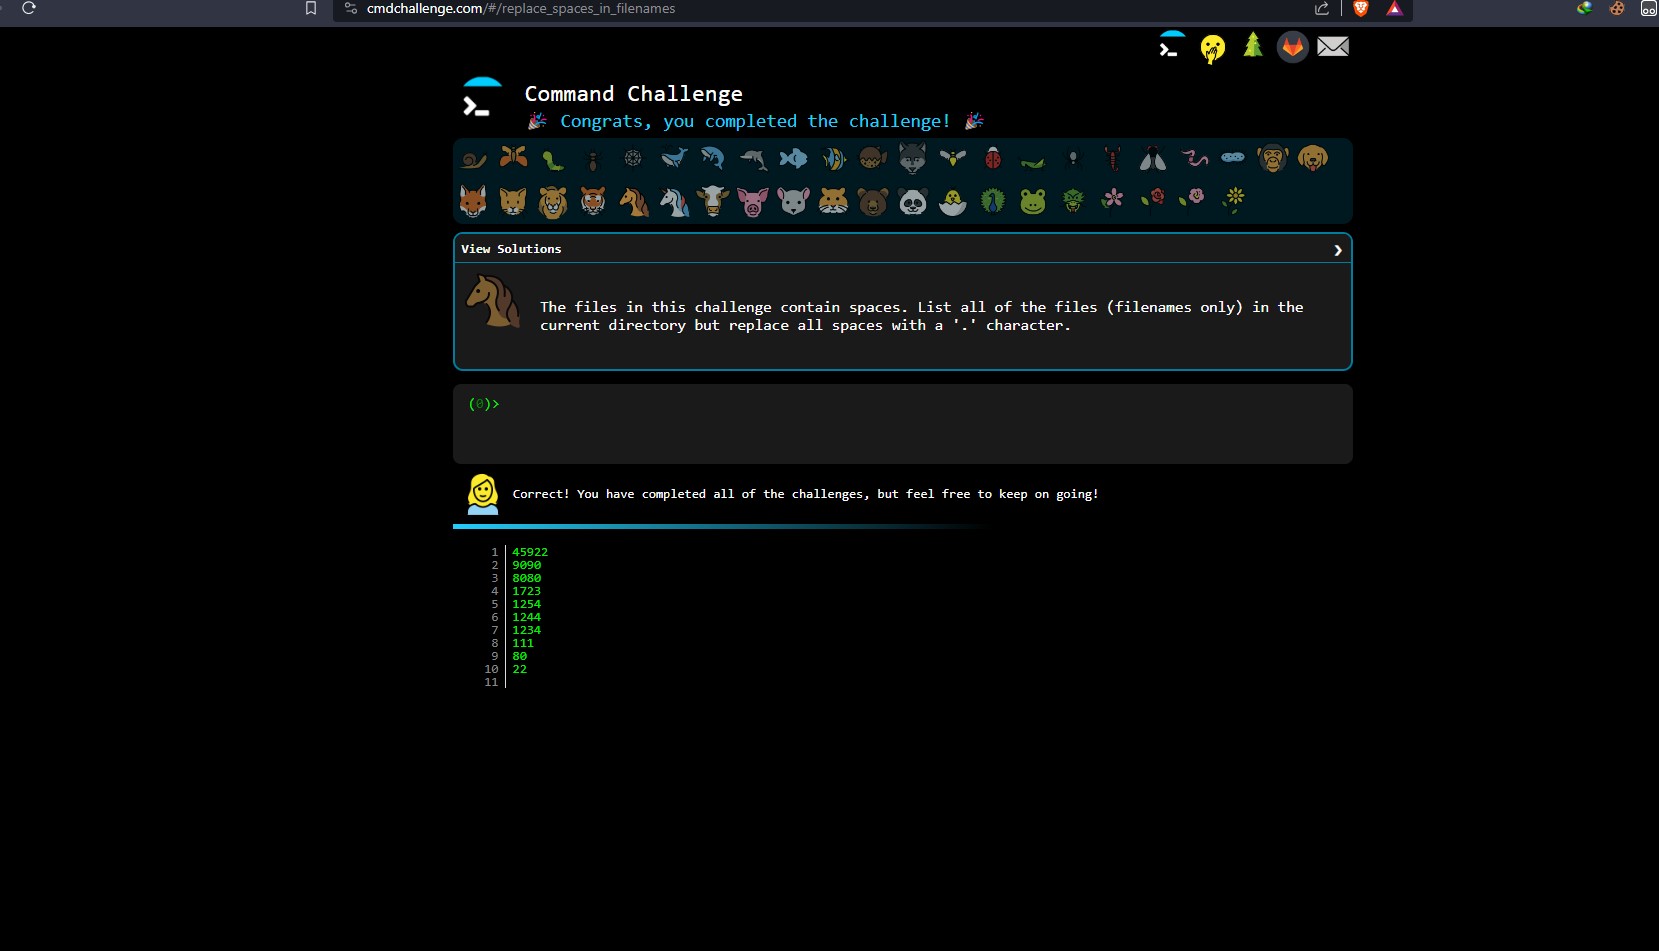 cmdchallenge.com/#/replace_spaces_in_filenames
Command Challenge
Congrats, you completed the challenge!
View Solutions
The files in this challenge contain spaces. List all of the files (filenames only) in the
current directory but replace all spaces with a '.' character.
(0)>
Correct! You have completed all of the challenges, but feel free to keep on going!
1 45922
2 9090
3 8080
4 1723
5 1254
6 1244
7 1234
8 111
9 80
10 22
11